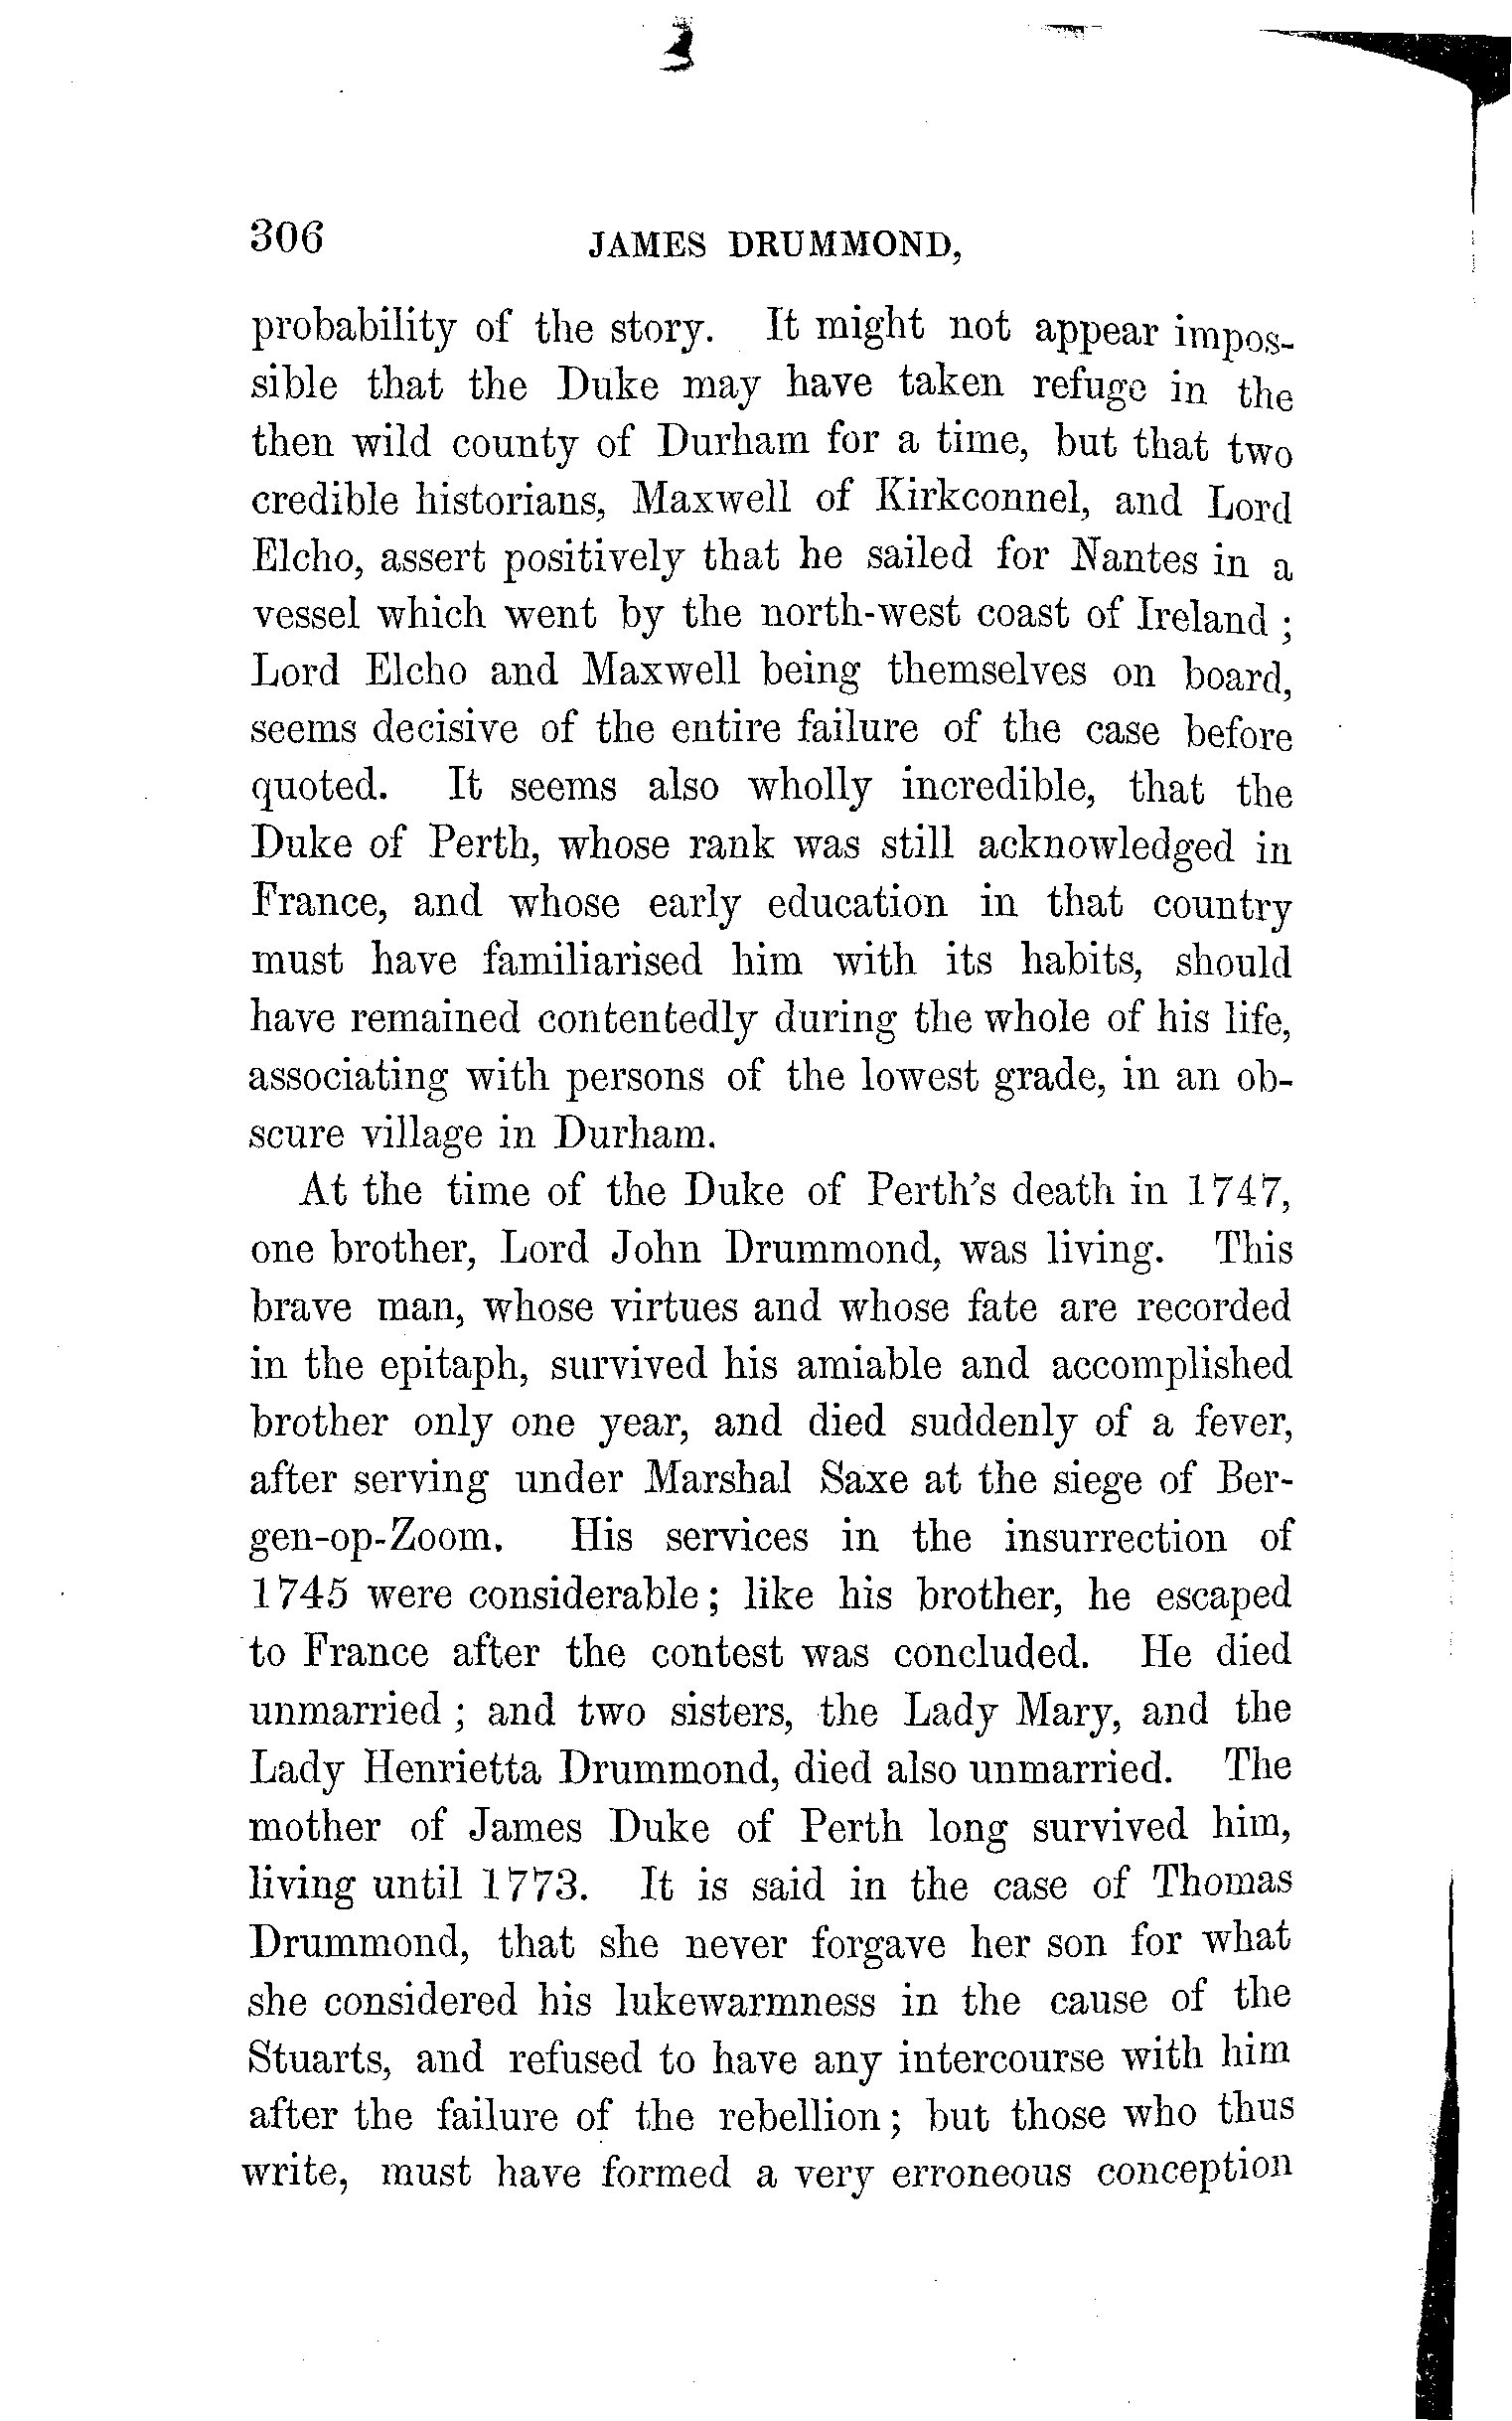 306 JAMES DRUMMOND,
probability of the story. It might not appear impos-
sible that the Duke may have taken refuge in the
then wild county of Durham for a time, but that two
credible historians, Maxwell of Kirkconnel, and Lord
Elcho, assert positively that he sailed for Nantes in a
vessel which went by the north-west coast of Ireland ;
Lord Elcho and Maxwell being themselves on board,
seems decisive of the entire failure of the case before
quoted. It seems also wholly incredible, that the
Duke of Perth, whose rank was still acknowledged in
France, and whose early education in that country
must have familiarised him with its habits, should
have remained contentedly during the whole of his life,
associating with persons of the lowest grade, in an ob-
scure village in Durham.
At the time of the Duke of Perth's death in 1747,
one brother, Lord John Drummond, was living. This
brave man, whose virtues and whose fate are recorded
in the epitaph, survived his amiable and accomplished
brother only one year, and died suddenly of a fever,
after serving under Marshal Saxe at the siege of Ber-
gen-op-Zoom. His services in the insurrection of
1745 were considerable; like his brother, he escaped
to France after the contest was concluded. He died
unmarried ; and two sisters, the Lady Mary, and the
Lady Henrietta Drummond, died also unmarried. The
mother of James Duke of Perth long survived him,
living until 1773. It is said in the case of Thomas
Drummond, that she never forgave her son for what
she considered his lukewarmness in the cause of the
Stuarts, and refused to have any intercourse with him
after the failure of the rebellion; but those who thus
write, must have formed a very erroneous conception